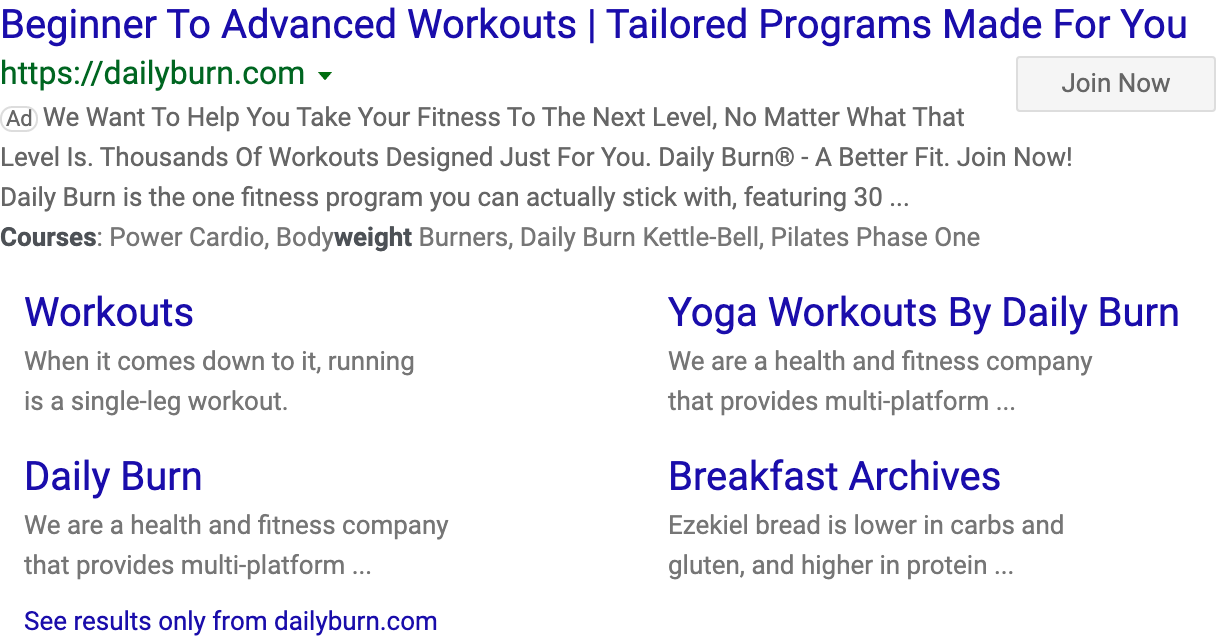 Beginner To Advanced Workouts | Tailored Programs Made For You
https://dailyburn.com
Join Now
Ad We Want To Help You Take Your Fitness To The Next Level, No Matter What That
Level Is. Thousands Of Workouts Designed Just For You. Daily Burn® - A Better Fit. Join Now!
Daily Burn is the one fitness program you can actually stick with, featuring 30 ...
Courses: Power Cardio, Bodyweight Burners, Daily Burn Kettle-Bell, Pilates Phase One
Workouts
When it comes down to it, running
is a single-leg workout.
Yoga Workouts By Daily Burn
We are a health and fitness company
that provides multi-platform ...
Daily Burn
We are a health and fitness company
that provides multi-platform ...
Breakfast Archives
Ezekiel bread is lower in carbs and
gluten, and higher in protein ...
See results only from dailyburn.com